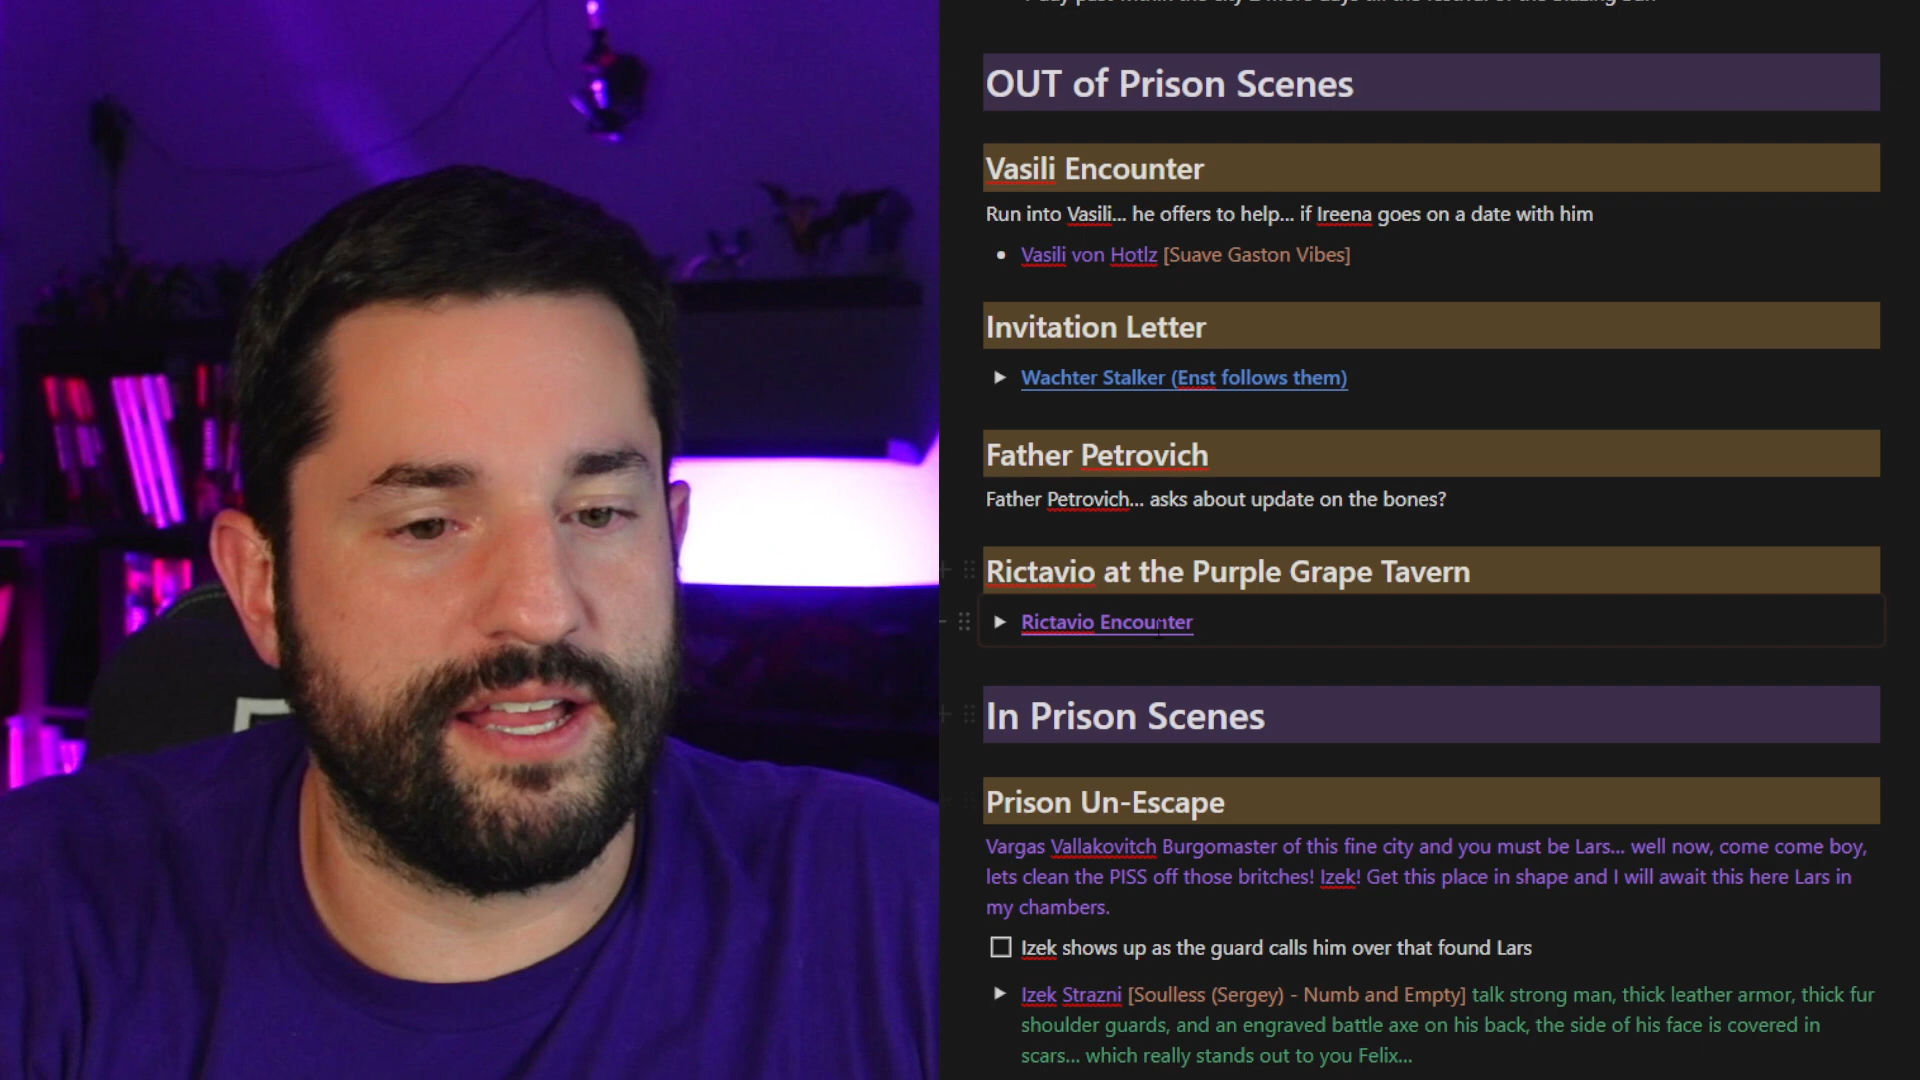 OUT of Prison Scenes
Vasili Encounter
Run into Vasili... he offers to help... if Ireena goes on a date with him
Vasili von Hotlz [Suave Gaston Vibes]
Invitation Letter
Wachter Stalker (Enst follows them)
Father Petrovich
Father Petrovich... asks about update on the bones?
Rictavio at the Purple Grape Tavern
Rictavio Encounter
In Prison Scenes
Prison Un-Escape
Vargas Vallakovitch Burgomaster of this fine city and you must be Lars... well now, come come boy,
lets clean the PISS off those britches! Izek! Get this place in shape and I will await this here Lars in
my chambers.
Izek shows up as the guard calls him over that found Lars
Izek Strazni [Soulless (Sergey) - Numb and Empty] talk strong man, thick leather armor, thick fur
shoulder guards, and an engraved battle axe on his back, the side of his face is covered in
scars... which really stands out to you Felix...